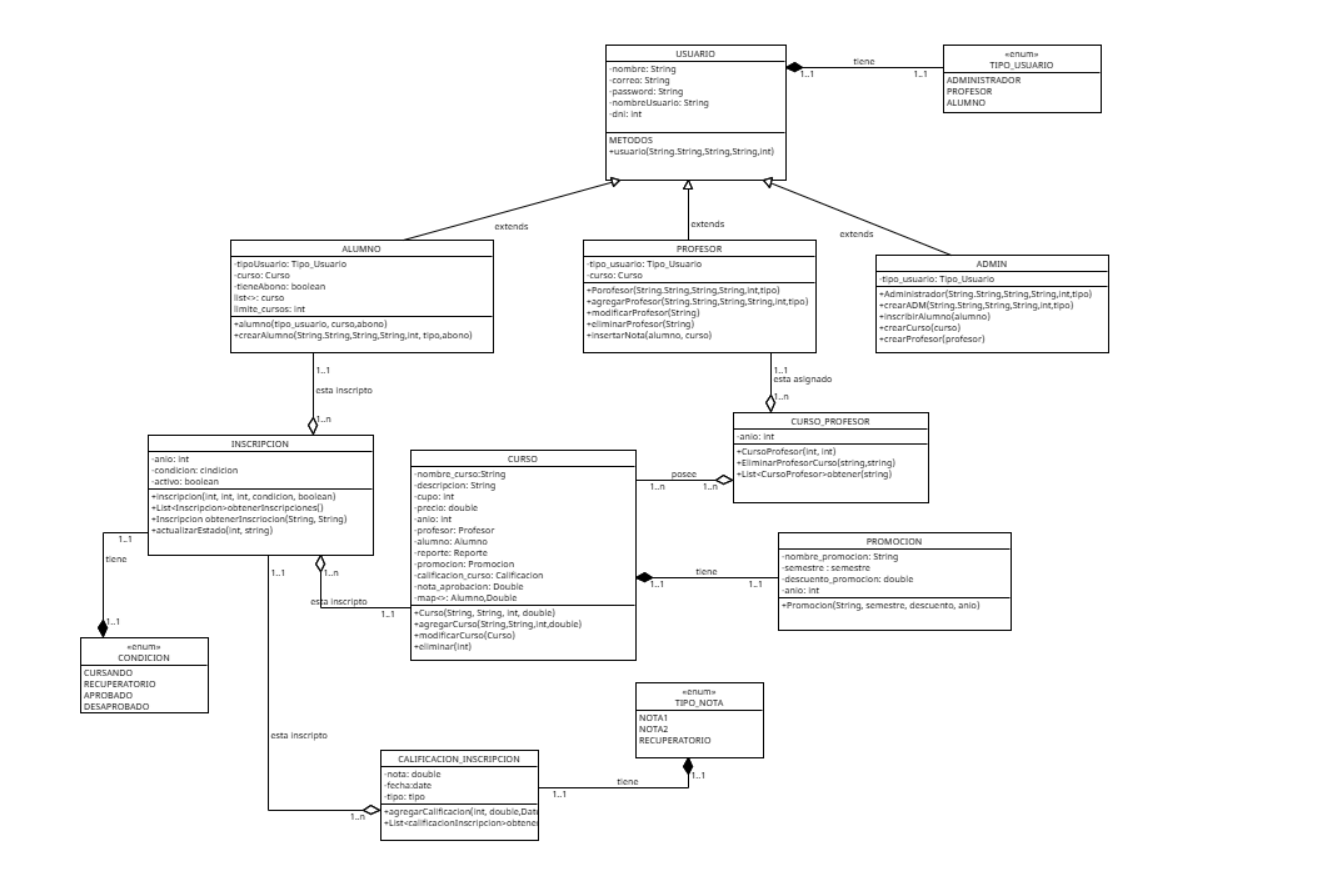 USUARIO
-nombre: String
-correo: String
-password: String
-nombreUsuario: String
-dni: int
METODOS
+usuario(String.String,String,String,int)
tiene
1..1
1..1
«enum»
TIPO_USUARIO
ADMINISTRADOR
PROFESOR
ALUMNO
extends
extends
extends
ALUMNO
-tipoUsuario: Tipo_Usuario
-curso: Curso
-tieneAbono: boolean
list<>: curso
limite_cursos: int
+alumno(tipo_usuario, curso,abono)
+crearAlumno(String.String,String,String,int, tipo,abono)
PROFESOR
-tipo_usuario: Tipo_Usuario
-curso: Curso
+Porofesor(String.String,String,String,int,tipo)
+agregarProfesor(String.String,String,String,int,tipo)
+modificarProfesor(String)
+eliminarProfesor(String)
+insertarNota(alumno, curso)
ADMIN
-tipo_usuario: Tipo_Usuario
+Administrador(String.String,String,String,int,tipo)
+crearADM(String.String,String,String,int,tipo)
+inscribirAlumno(alumno)
+crearCurso(curso)
+crearProfesor(profesor)
1..1
esta inscripto
1..n
1..1
esta asignado
1..n
CURSO_PROFESOR
-anio: int
+CursoProfesor(int, int)
+EliminarProfesorCurso(string,string)
+List<CursoProfesor>obtener(string)
INSCRIPCION
-anio: int
-condicion: cindicion
-activo: boolean
+inscripcion(int, int, int, condicion, boolean)
+List<Inscripcion>obtenerInscripciones()
+Inscripcion obtenerInscriocion(String, String)
+actualizarEstado(int, string)
CURSO
-nombre_curso:String
-descripcion: String
-cupo: int
-precio: double
-anio: int
-profesor: Profesor
-alumno: Alumno
-reporte: Reporte
-promocion: Promocion
-calificacion_curso: Calificacion
-nota_aprobacion: Double
-map<>: Alumno,Double
+Curso(String, String, int, double)
+agregarCurso(String,String,int,double)
+modificarCurso(Curso)
+eliminar(int)
posee
1..n
1..n
PROMOCION
-nombre_promocion: String
-semestre : semestre
-descuento_promocion: double
-anio: int
+Promocion(String, semestre, descuento, anio)
tiene
1..1
1..1
1..1
tiene
1..1
1..1
1..n
esta inscripto
1..1
«enum»
CONDICION
CURSANDO
RECUPERATORIO
APROBADO
DESAPROBADO
«enum»
TIPO_NOTA
NOTA1
NOTA2
RECUPERATORIO
esta inscripto
1..n
CALIFICACION_INSCRIPCION
-nota: double
-fecha:date
-tipo: tipo
+agregarCalificacion(int, double,Date
+List<calificacionInscripcion>obtener
tiene
1..1
1..1